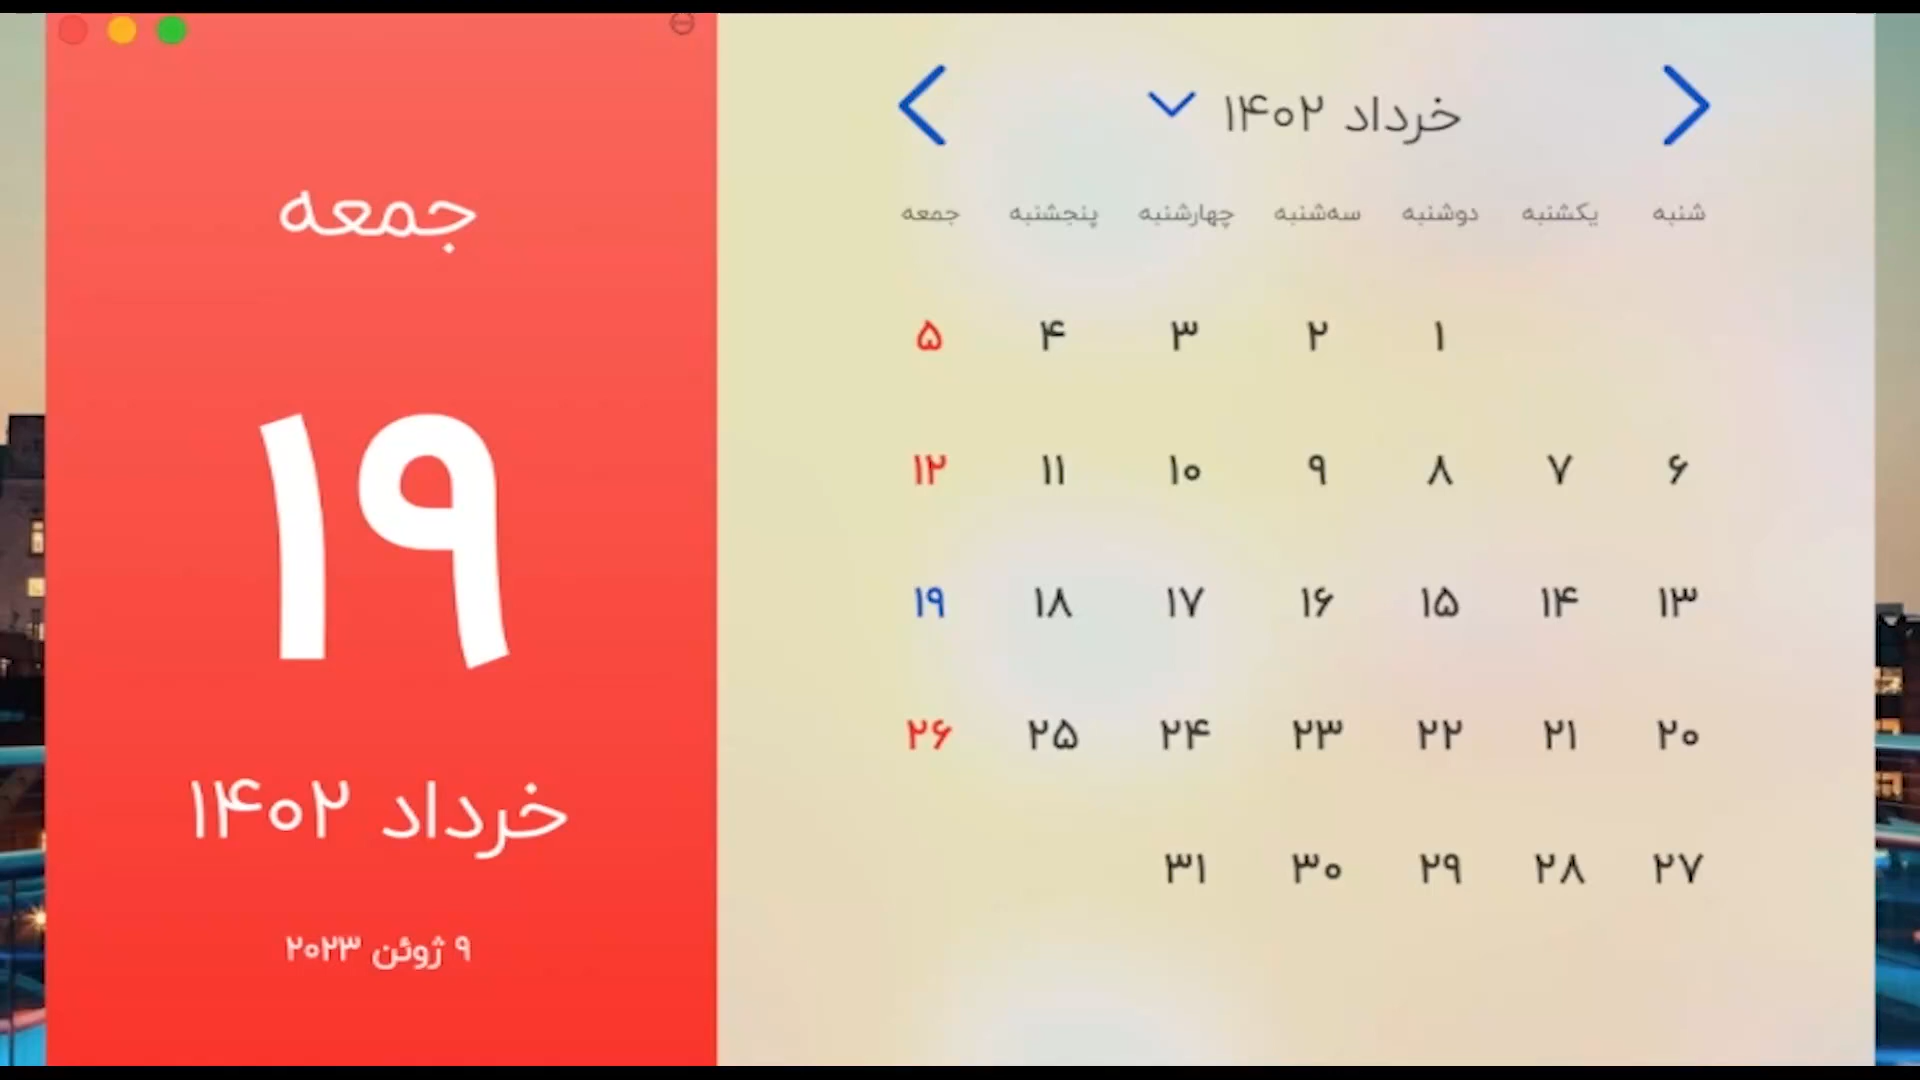 جمعه
۱۹
خرداد ۱۴۰۲
۹ ژوئن ۲۰۲۳
خرداد ۱۴۰۲
شنبه یکشنبه دوشنبه سه‌شنبه چهارشنبه پنجشنبه جمعه
۱ ۲ ۳ ۴ ۵
۶ ۷ ۸ ۹ ۱۰ ۱۱ ۱۲
۱۳ ۱۴ ۱۵ ۱۶ ۱۷ ۱۸ ۱۹
۲۰ ۲۱ ۲۲ ۲۳ ۲۴ ۲۵ ۲۶
۲۷ ۲۸ ۲۹ ۳۰ ۳۱